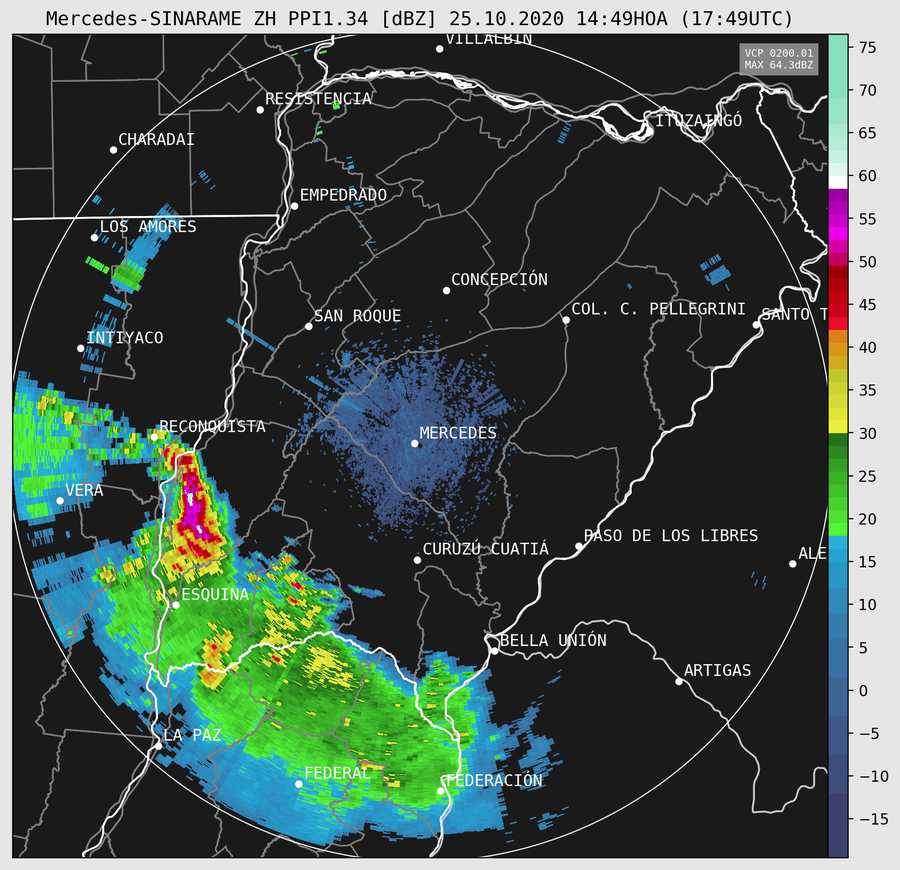 Mercedes-SINARAME ZH PPI1.34 [dBZ] 25.10.2020 14:49HOA (17:49UTC)
VILLALBIN
VCP 0200.01
MAX 64.3dBZ
RESISTENCIA
ITUZAINGÓ
CHARADAI
EMPEDRADO
LOS AMORES
CONCEPCIÓN
COL. C. PELLEGRINI
SANTO T
SAN ROQUE
INTIYACO
RECONQUISTA
MERCEDES
VERA
PASO DE LOS LIBRES
CURUZÚ CUATIÁ
ALE
ESQUINA
BELLA UNIÓN
ARTIGAS
LA PAZ
FEDERAL
FEDERACIÓN
75
70
65
60
55
50
45
40
35
30
25
20
15
10
5
0
−5
−10
−15